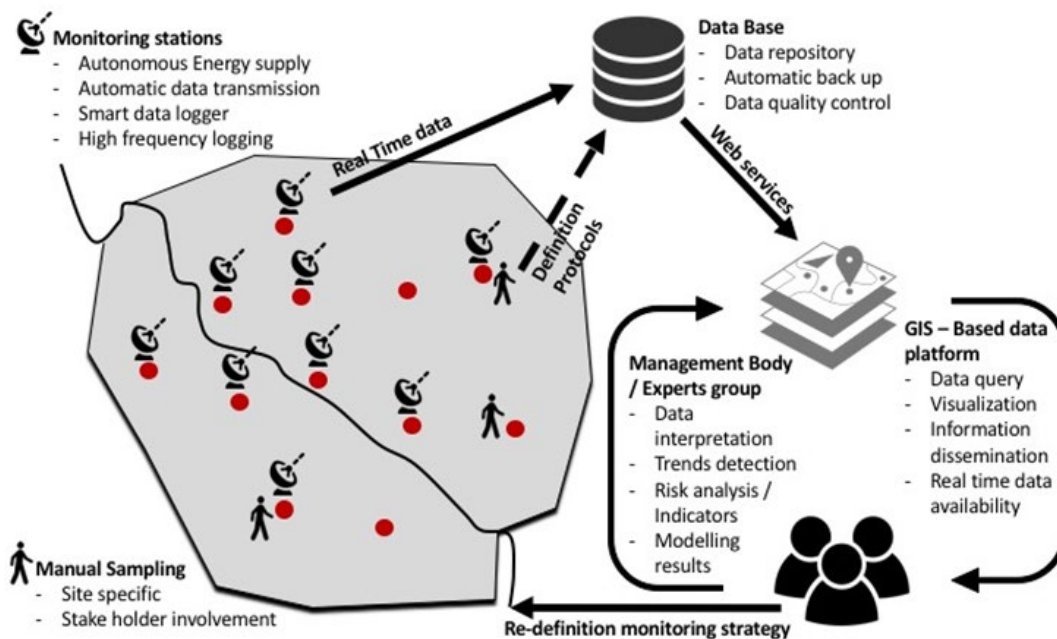 Monitoring stations
- Autonomous Energy supply
- Automatic data transmission
- Smart data logger
- High frequency logging
Real Time data
Data Base
- Data repository
- Automatic back up
- Data quality control
Web services
Definition
Protocols
Management Body
/ Experts group
- Data
interpretation
- Trends detection
- Risk analysis /
Indicators
- Modelling
results
GIS – Based data
platform
- Data query
- Visualization
- Information
dissemination
- Real time data
availability
Manual Sampling
- Site specific
- Stake holder involvement
Re-definition monitoring strategy